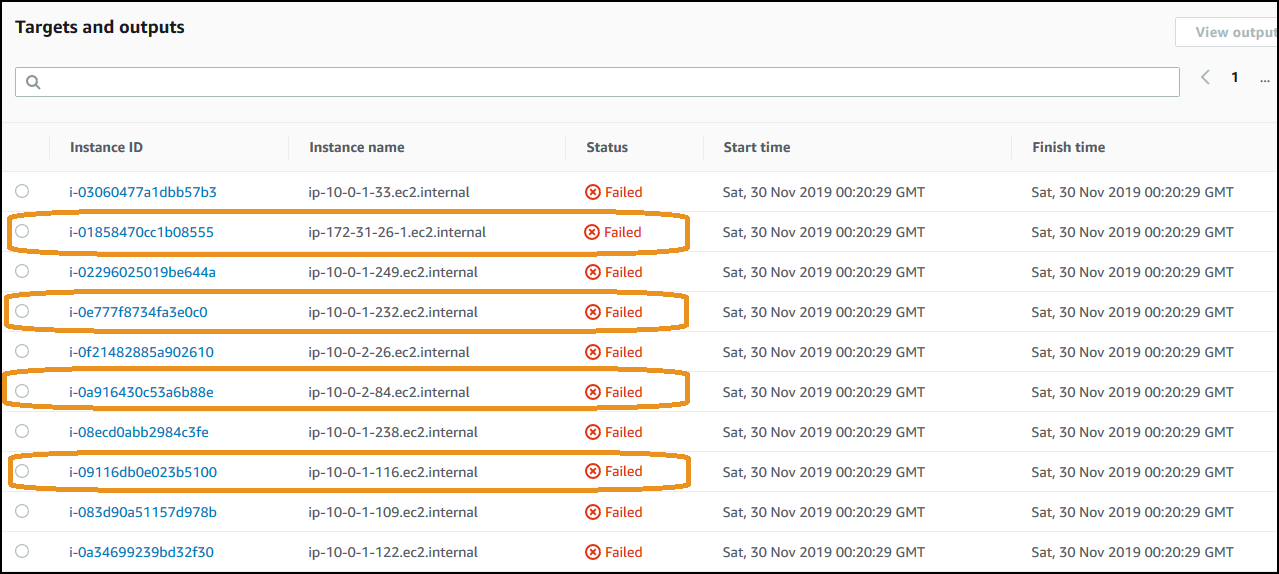 Targets and outputs
View output
1 ...
Instance ID Instance name Status Start time Finish time
i-03060477a1dbb57b3 ip-10-0-1-33.ec2.internal Failed Sat, 30 Nov 2019 00:20:29 GMT Sat, 30 Nov 2019 00:20:29 GMT
i-01858470cc1b08555 ip-172-31-26-1.ec2.internal Failed Sat, 30 Nov 2019 00:20:29 GMT Sat, 30 Nov 2019 00:20:29 GMT
i-02296025019be644a ip-10-0-1-249.ec2.internal Failed Sat, 30 Nov 2019 00:20:29 GMT Sat, 30 Nov 2019 00:20:29 GMT
i-0e777f8734fa3e0c0 ip-10-0-1-232.ec2.internal Failed Sat, 30 Nov 2019 00:20:29 GMT Sat, 30 Nov 2019 00:20:29 GMT
i-0f21482885a902610 ip-10-0-2-26.ec2.internal Failed Sat, 30 Nov 2019 00:20:29 GMT Sat, 30 Nov 2019 00:20:29 GMT
i-0a916430c53a6b88e ip-10-0-2-84.ec2.internal Failed Sat, 30 Nov 2019 00:20:29 GMT Sat, 30 Nov 2019 00:20:29 GMT
i-08ecd0abb2984c3fe ip-10-0-1-238.ec2.internal Failed Sat, 30 Nov 2019 00:20:29 GMT Sat, 30 Nov 2019 00:20:29 GMT
i-09116db0e023b5100 ip-10-0-1-116.ec2.internal Failed Sat, 30 Nov 2019 00:20:29 GMT Sat, 30 Nov 2019 00:20:29 GMT
i-083d90a51157d978b ip-10-0-1-109.ec2.internal Failed Sat, 30 Nov 2019 00:20:29 GMT Sat, 30 Nov 2019 00:20:29 GMT
i-0a34699239bd32f30 ip-10-0-1-122.ec2.internal Failed Sat, 30 Nov 2019 00:20:29 GMT Sat, 30 Nov 2019 00:20:29 GMT